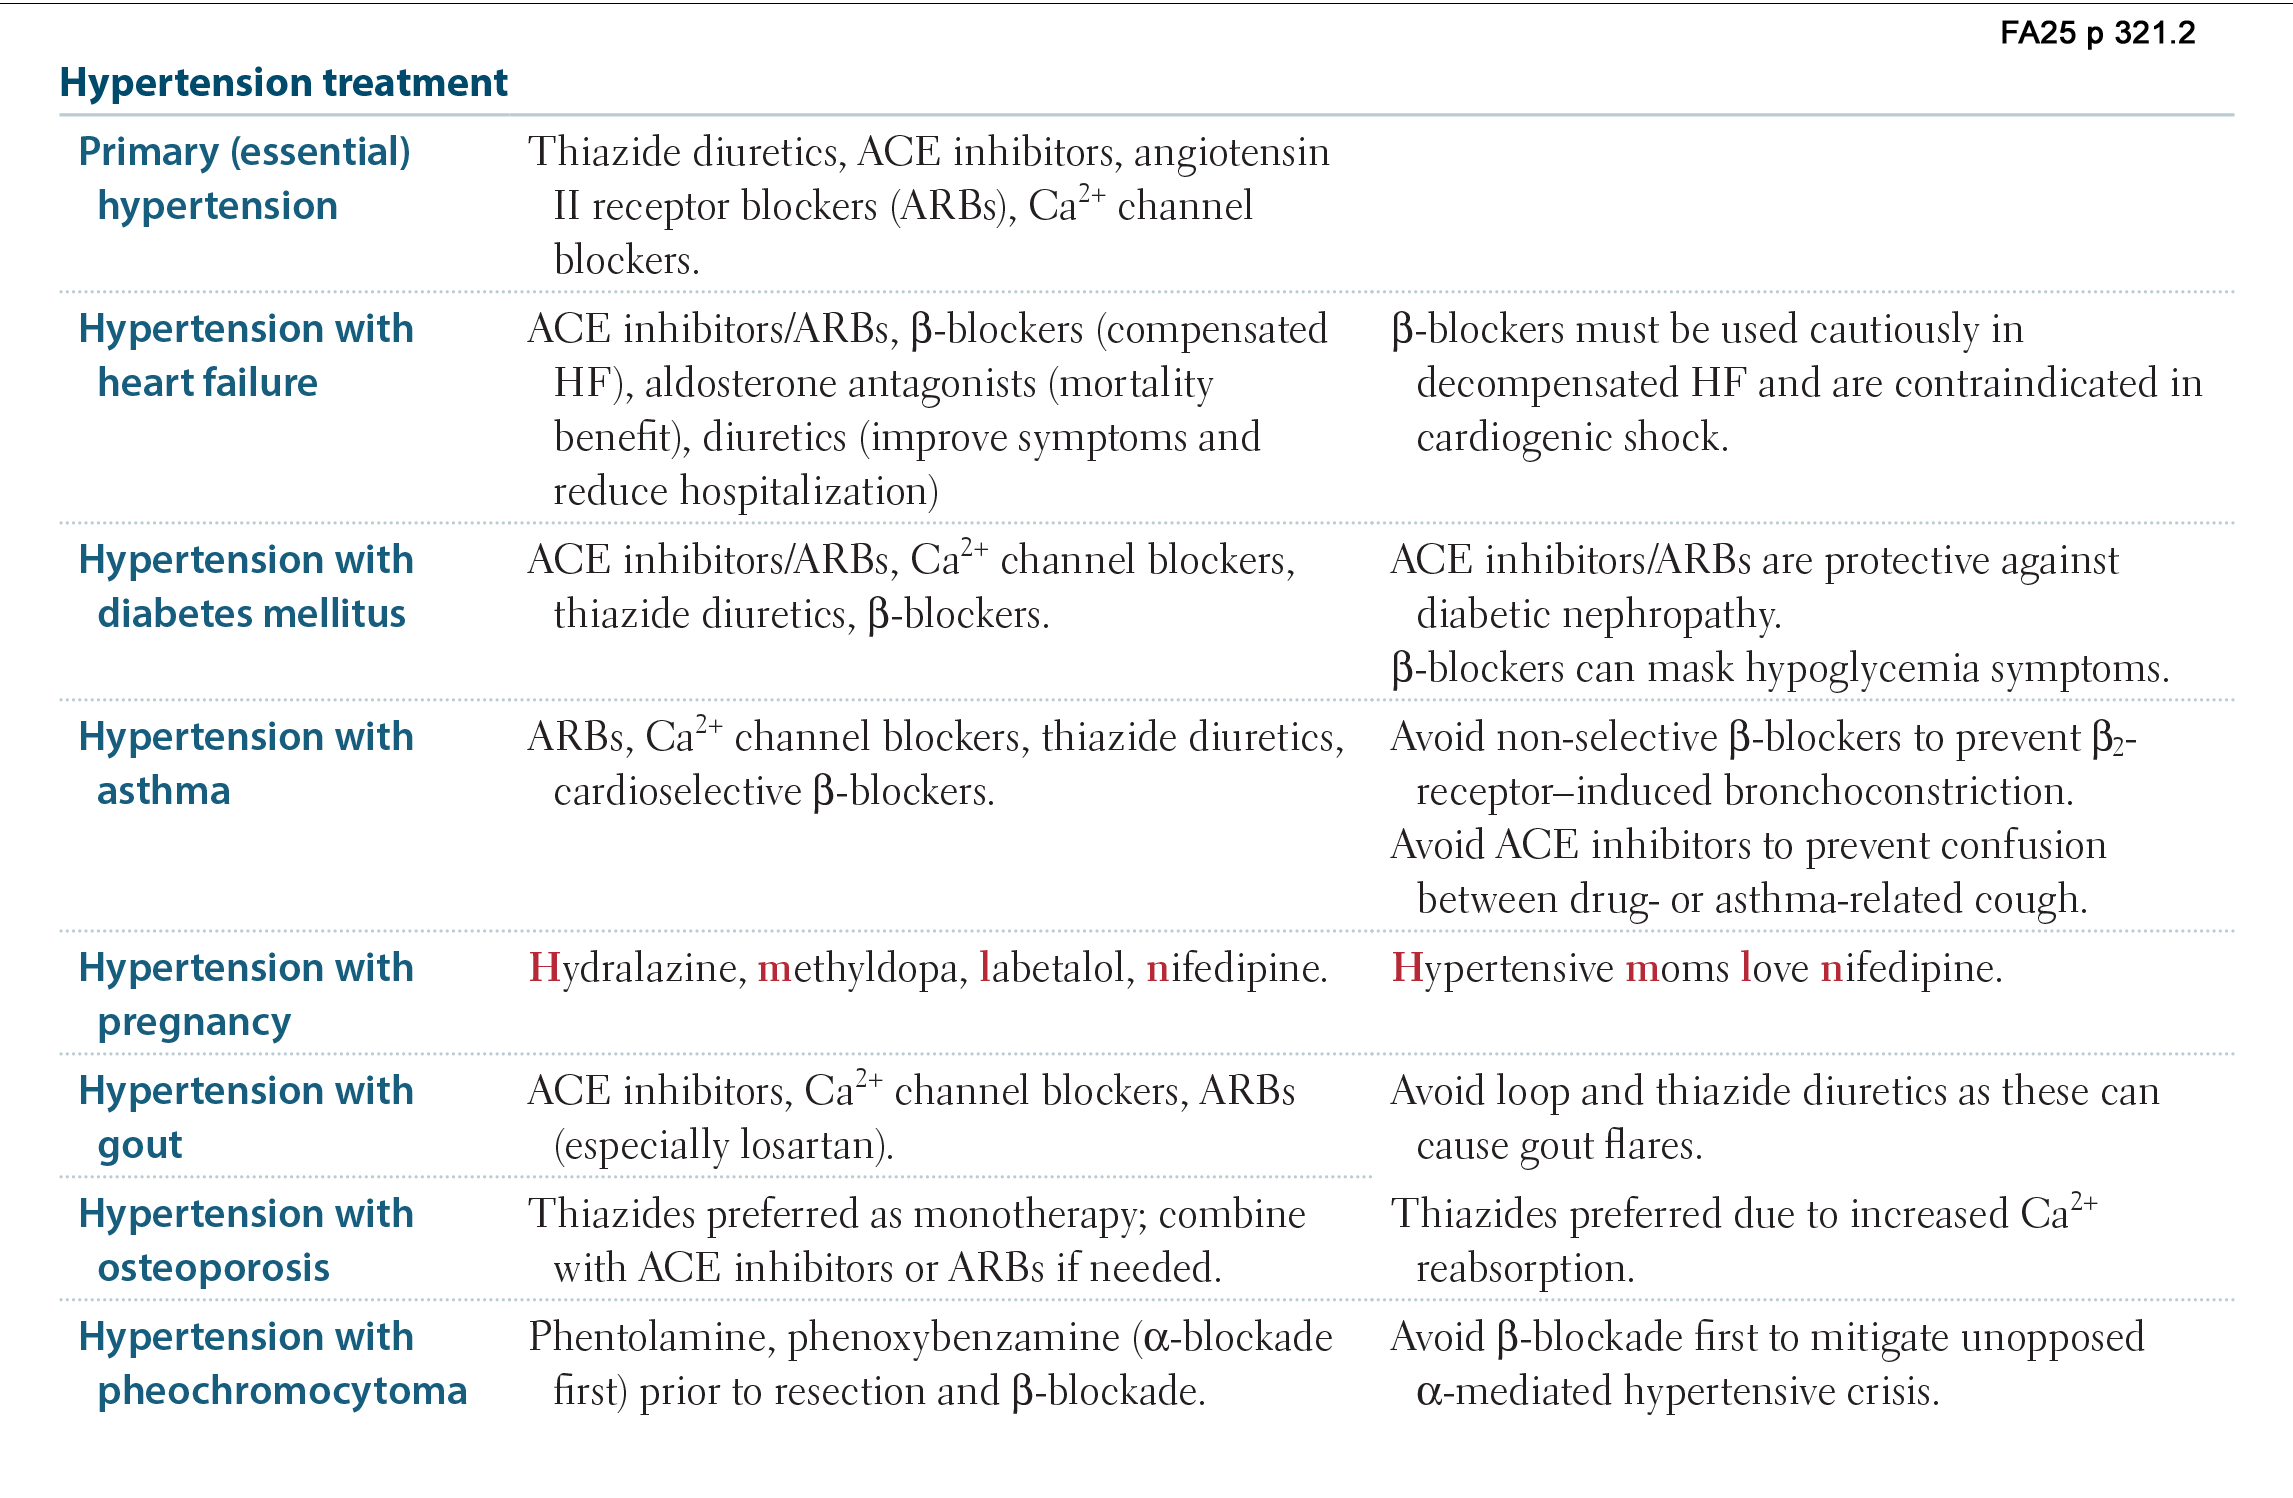 FA25 p 321.2
Hypertension treatment
Primary (essential)
hypertension
Thiazide diuretics, ACE inhibitors, angiotensin
II receptor blockers (ARBs), Ca2+ channel
blockers.
Hypertension with
heart failure
ACE inhibitors/ARBs, β-blockers (compensated
HF), aldosterone antagonists (mortality
benefit), diuretics (improve symptoms and
reduce hospitalization)
β-blockers must be used cautiously in
decompensated HF and are contraindicated in
cardiogenic shock.
Hypertension with
diabetes mellitus
ACE inhibitors/ARBs, Ca2+ channel blockers,
thiazide diuretics, β-blockers.
ACE inhibitors/ARBs are protective against
diabetic nephropathy.
β-blockers can mask hypoglycemia symptoms.
Hypertension with
asthma
ARBs, Ca2+ channel blockers, thiazide diuretics,
cardioselective β-blockers.
Avoid non-selective β-blockers to prevent β2-
receptor–induced bronchoconstriction.
Avoid ACE inhibitors to prevent confusion
between drug- or asthma-related cough.
Hypertension with
pregnancy
Hydralazine, methyldopa, labetalol, nifedipine.
Hypertensive moms love nifedipine.
Hypertension with
gout
ACE inhibitors, Ca2+ channel blockers, ARBs
(especially losartan).
Avoid loop and thiazide diuretics as these can
cause gout flares.
Hypertension with
osteoporosis
Thiazides preferred as monotherapy; combine
with ACE inhibitors or ARBs if needed.
Thiazides preferred due to increased Ca2+
reabsorption.
Hypertension with
pheochromocytoma
Phentolamine, phenoxybenzamine (α-blockade
first) prior to resection and β-blockade.
Avoid β-blockade first to mitigate unopposed
α-mediated hypertensive crisis.